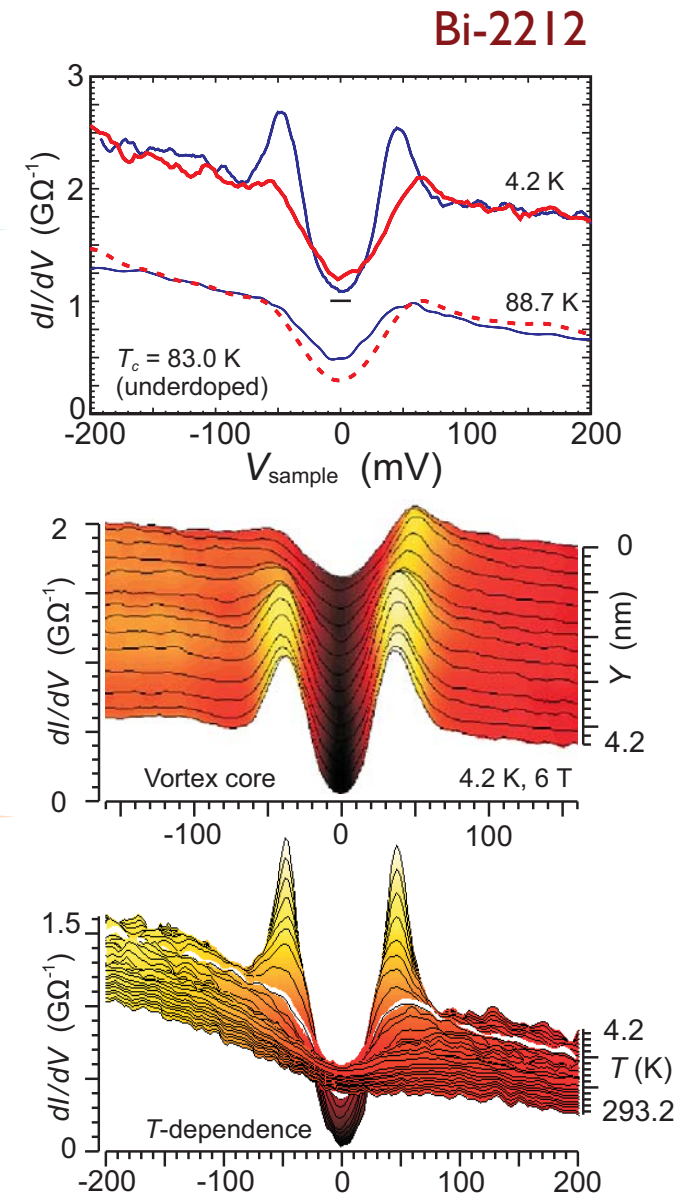 Bi-2212
3
2
1
0
dI/dV (GΩ⁻¹)
4.2 K
88.7 K
Tc = 83.0 K
(underdoped)
-200 -100 0 100 200
Vsample (mV)
2
0
dI/dV (GΩ⁻¹)
0
Y (nm)
4.2
Vortex core 4.2 K, 6 T
-100 0 100
1.5
0
dI/dV (GΩ⁻¹)
4.2
T (K)
293.2
T-dependence
-200 -100 0 100 200